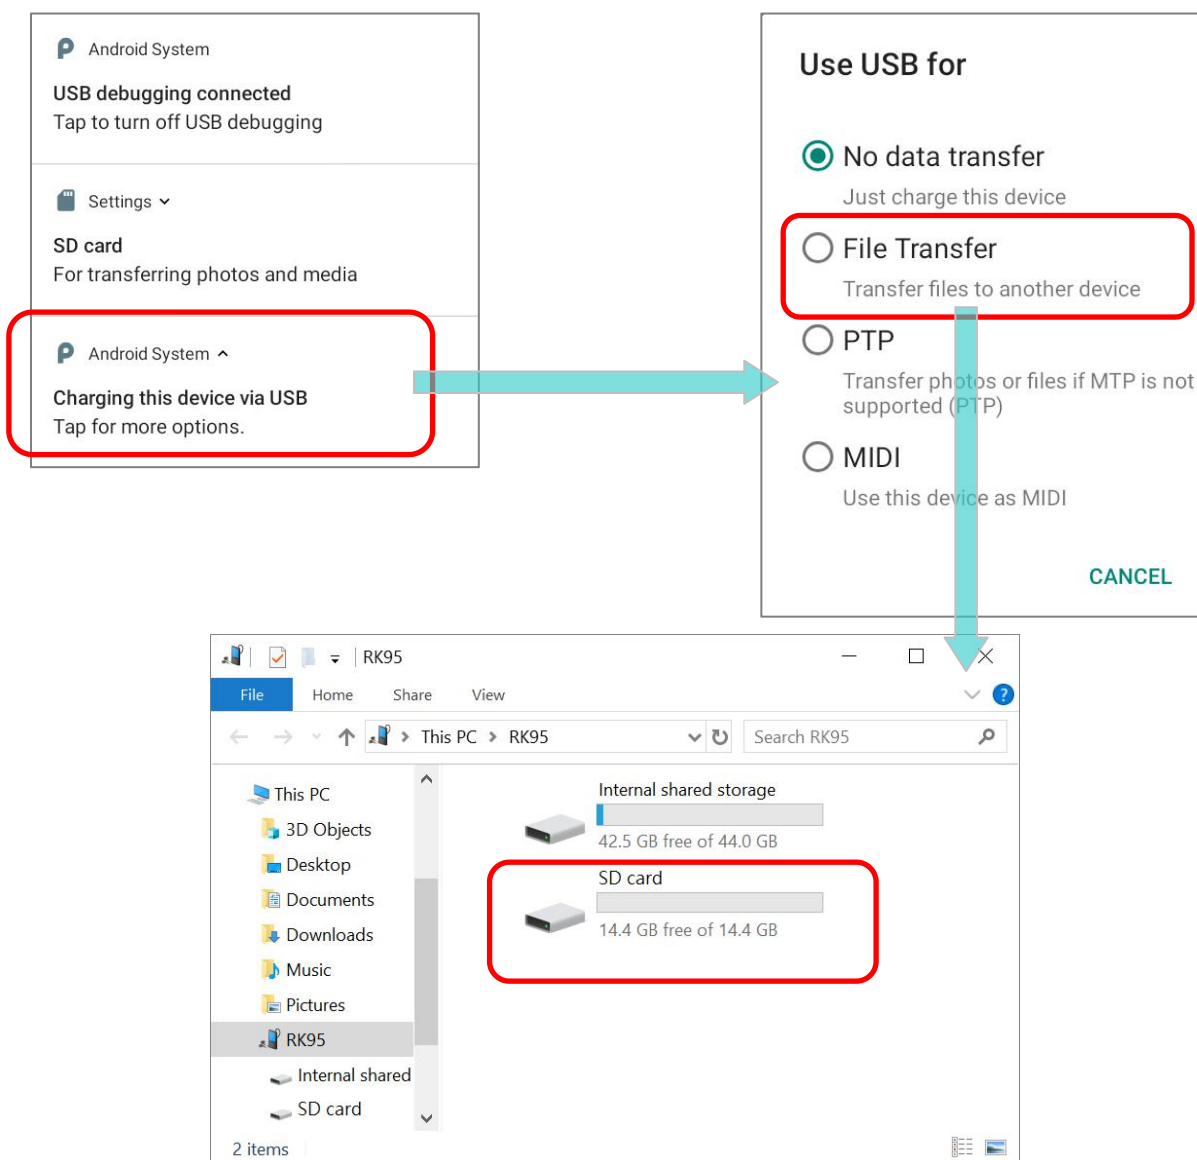 Android System
USB debugging connected
Tap to turn off USB debugging
Settings
SD card
For transferring photos and media
Android System
Charging this device via USB
Tap for more options.
Use USB for
No data transfer
Just charge this device
File Transfer
Transfer files to another device
PTP
Transfer photos or files if MTP is not
supported (PTP)
MIDI
Use this device as MIDI
CANCEL
RK95
File Home Share View
This PC > RK95
Search RK95
This PC
3D Objects
Desktop
Documents
Downloads
Music
Pictures
RK95
Internal shared
SD card
Internal shared storage
42.5 GB free of 44.0 GB
SD card
14.4 GB free of 14.4 GB
2 items